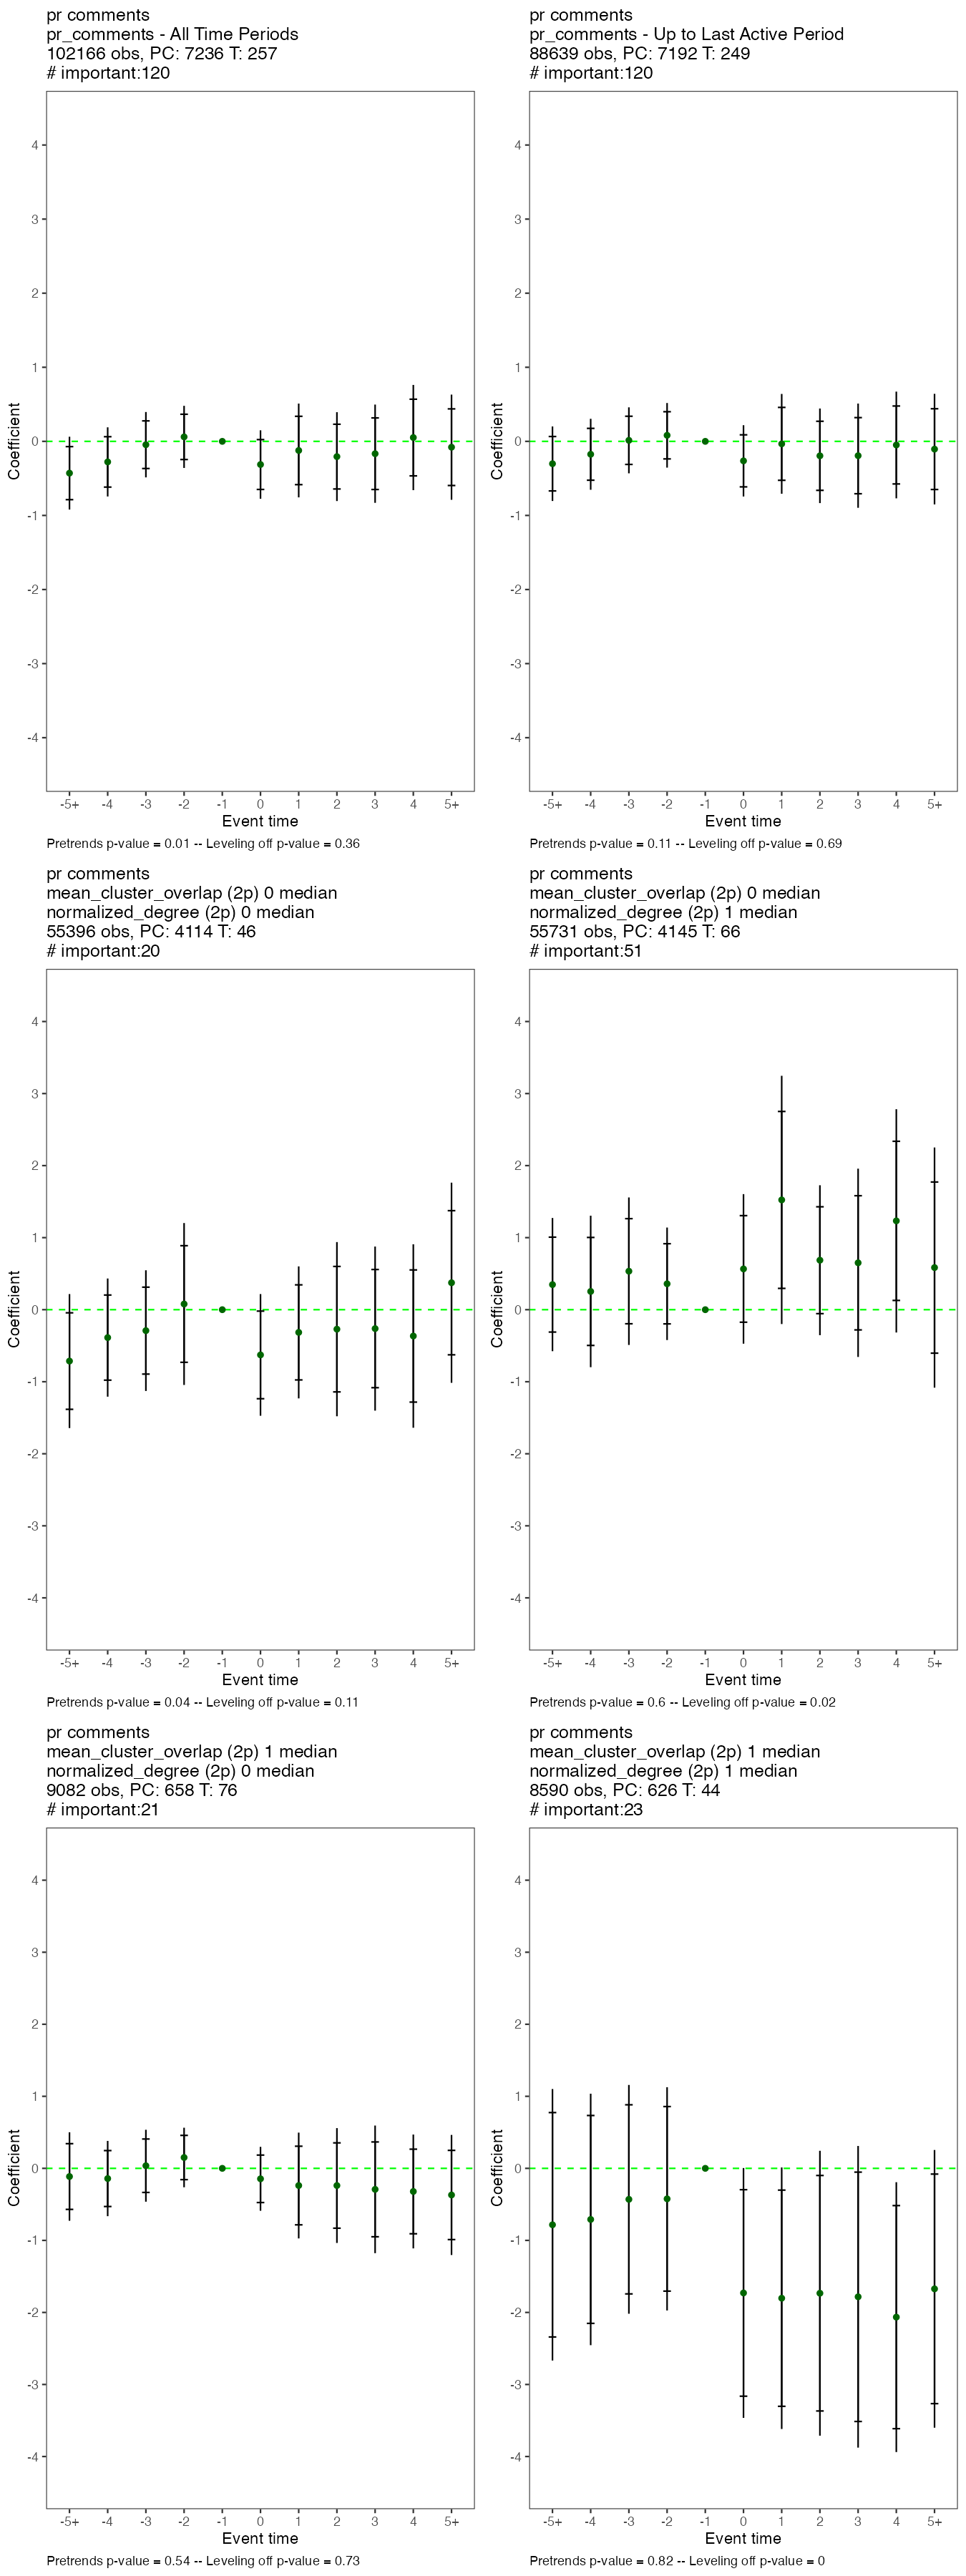 pr comments
pr_comments - All Time Periods
102166 obs, PC: 7236 T: 257
# important:120
4
3
2
1
0
-1
-2
-3
-4
Coefficient
-5+ -4 -3 -2 -1 0 1 2 3 4 5+
Event time
Pretrends p-value = 0.01 -- Leveling off p-value = 0.36
pr comments
pr_comments - Up to Last Active Period
88639 obs, PC: 7192 T: 249
# important:120
4
3
2
1
0
-1
-2
-3
-4
Coefficient
-5+ -4 -3 -2 -1 0 1 2 3 4 5+
Event time
Pretrends p-value = 0.11 -- Leveling off p-value = 0.69
pr comments
mean_cluster_overlap (2p) 0 median
normalized_degree (2p) 0 median
55396 obs, PC: 4114 T: 46
# important:20
4
3
2
1
0
-1
-2
-3
-4
Coefficient
-5+ -4 -3 -2 -1 0 1 2 3 4 5+
Event time
Pretrends p-value = 0.04 -- Leveling off p-value = 0.11
pr comments
mean_cluster_overlap (2p) 0 median
normalized_degree (2p) 1 median
55731 obs, PC: 4145 T: 66
# important:51
4
3
2
1
0
-1
-2
-3
-4
Coefficient
-5+ -4 -3 -2 -1 0 1 2 3 4 5+
Event time
Pretrends p-value = 0.6 -- Leveling off p-value = 0.02
pr comments
mean_cluster_overlap (2p) 1 median
normalized_degree (2p) 0 median
9082 obs, PC: 658 T: 76
# important:21
4
3
2
1
0
-1
-2
-3
-4
Coefficient
-5+ -4 -3 -2 -1 0 1 2 3 4 5+
Event time
Pretrends p-value = 0.54 -- Leveling off p-value = 0.73
pr comments
mean_cluster_overlap (2p) 1 median
normalized_degree (2p) 1 median
8590 obs, PC: 626 T: 44
# important:23
4
3
2
1
0
-1
-2
-3
-4
Coefficient
-5+ -4 -3 -2 -1 0 1 2 3 4 5+
Event time
Pretrends p-value = 0.82 -- Leveling off p-value = 0